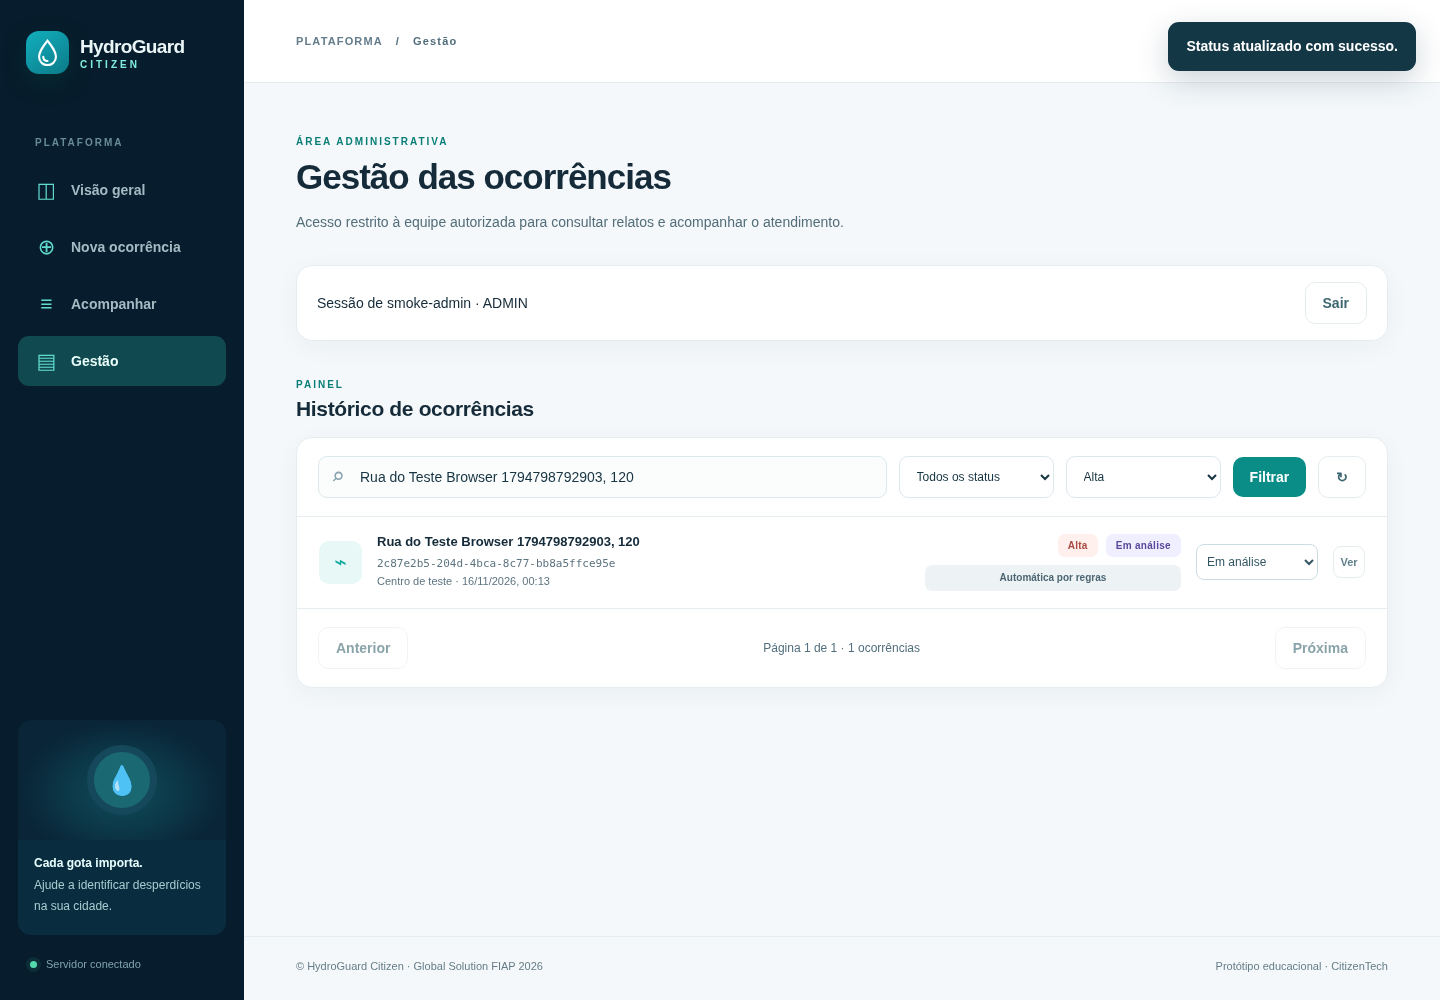 HydroGuard
CITIZEN
PLATAFORMA
Visão geral
Nova ocorrência
Acompanhar
Gestão
Cada gota importa.
Ajude a identificar desperdícios
na sua cidade.
Servidor conectado
PLATAFORMA / Gestão
Status atualizado com sucesso.
ÁREA ADMINISTRATIVA
Gestão das ocorrências
Acesso restrito à equipe autorizada para consultar relatos e acompanhar o atendimento.
Sessão de smoke-admin · ADMIN
Sair
PAINEL
Histórico de ocorrências
Rua do Teste Browser 1794798792903, 120
Todos os status
Alta
Filtrar
Rua do Teste Browser 1794798792903, 120
2c87e2b5-204d-4bca-8c77-bb8a5ffce95e
Centro de teste · 16/11/2026, 00:13
Alta
Em análise
Automática por regras
Em análise
Ver
Anterior
Página 1 de 1 · 1 ocorrências
Próxima
© HydroGuard Citizen · Global Solution FIAP 2026
Protótipo educacional · CitizenTech